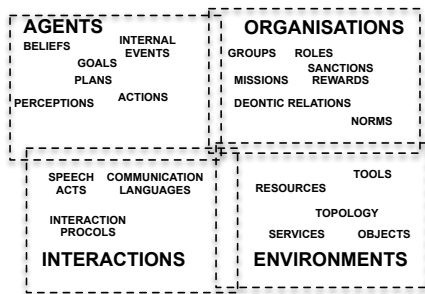 AGENTS
BELIEFS
INTERNAL
EVENTS
GOALS
PLANS
PERCEPTIONS
ACTIONS
ORGANISATIONS
GROUPS ROLES
SANCTIONS
MISSIONS REWARDS
DEONTIC RELATIONS
NORMS
SPEECH
ACTS
COMMUNICATION
LANGUAGES
INTERACTION
PROCOLS
INTERACTIONS
TOOLS
RESOURCES
TOPOLOGY
SERVICES OBJECTS
ENVIRONMENTS